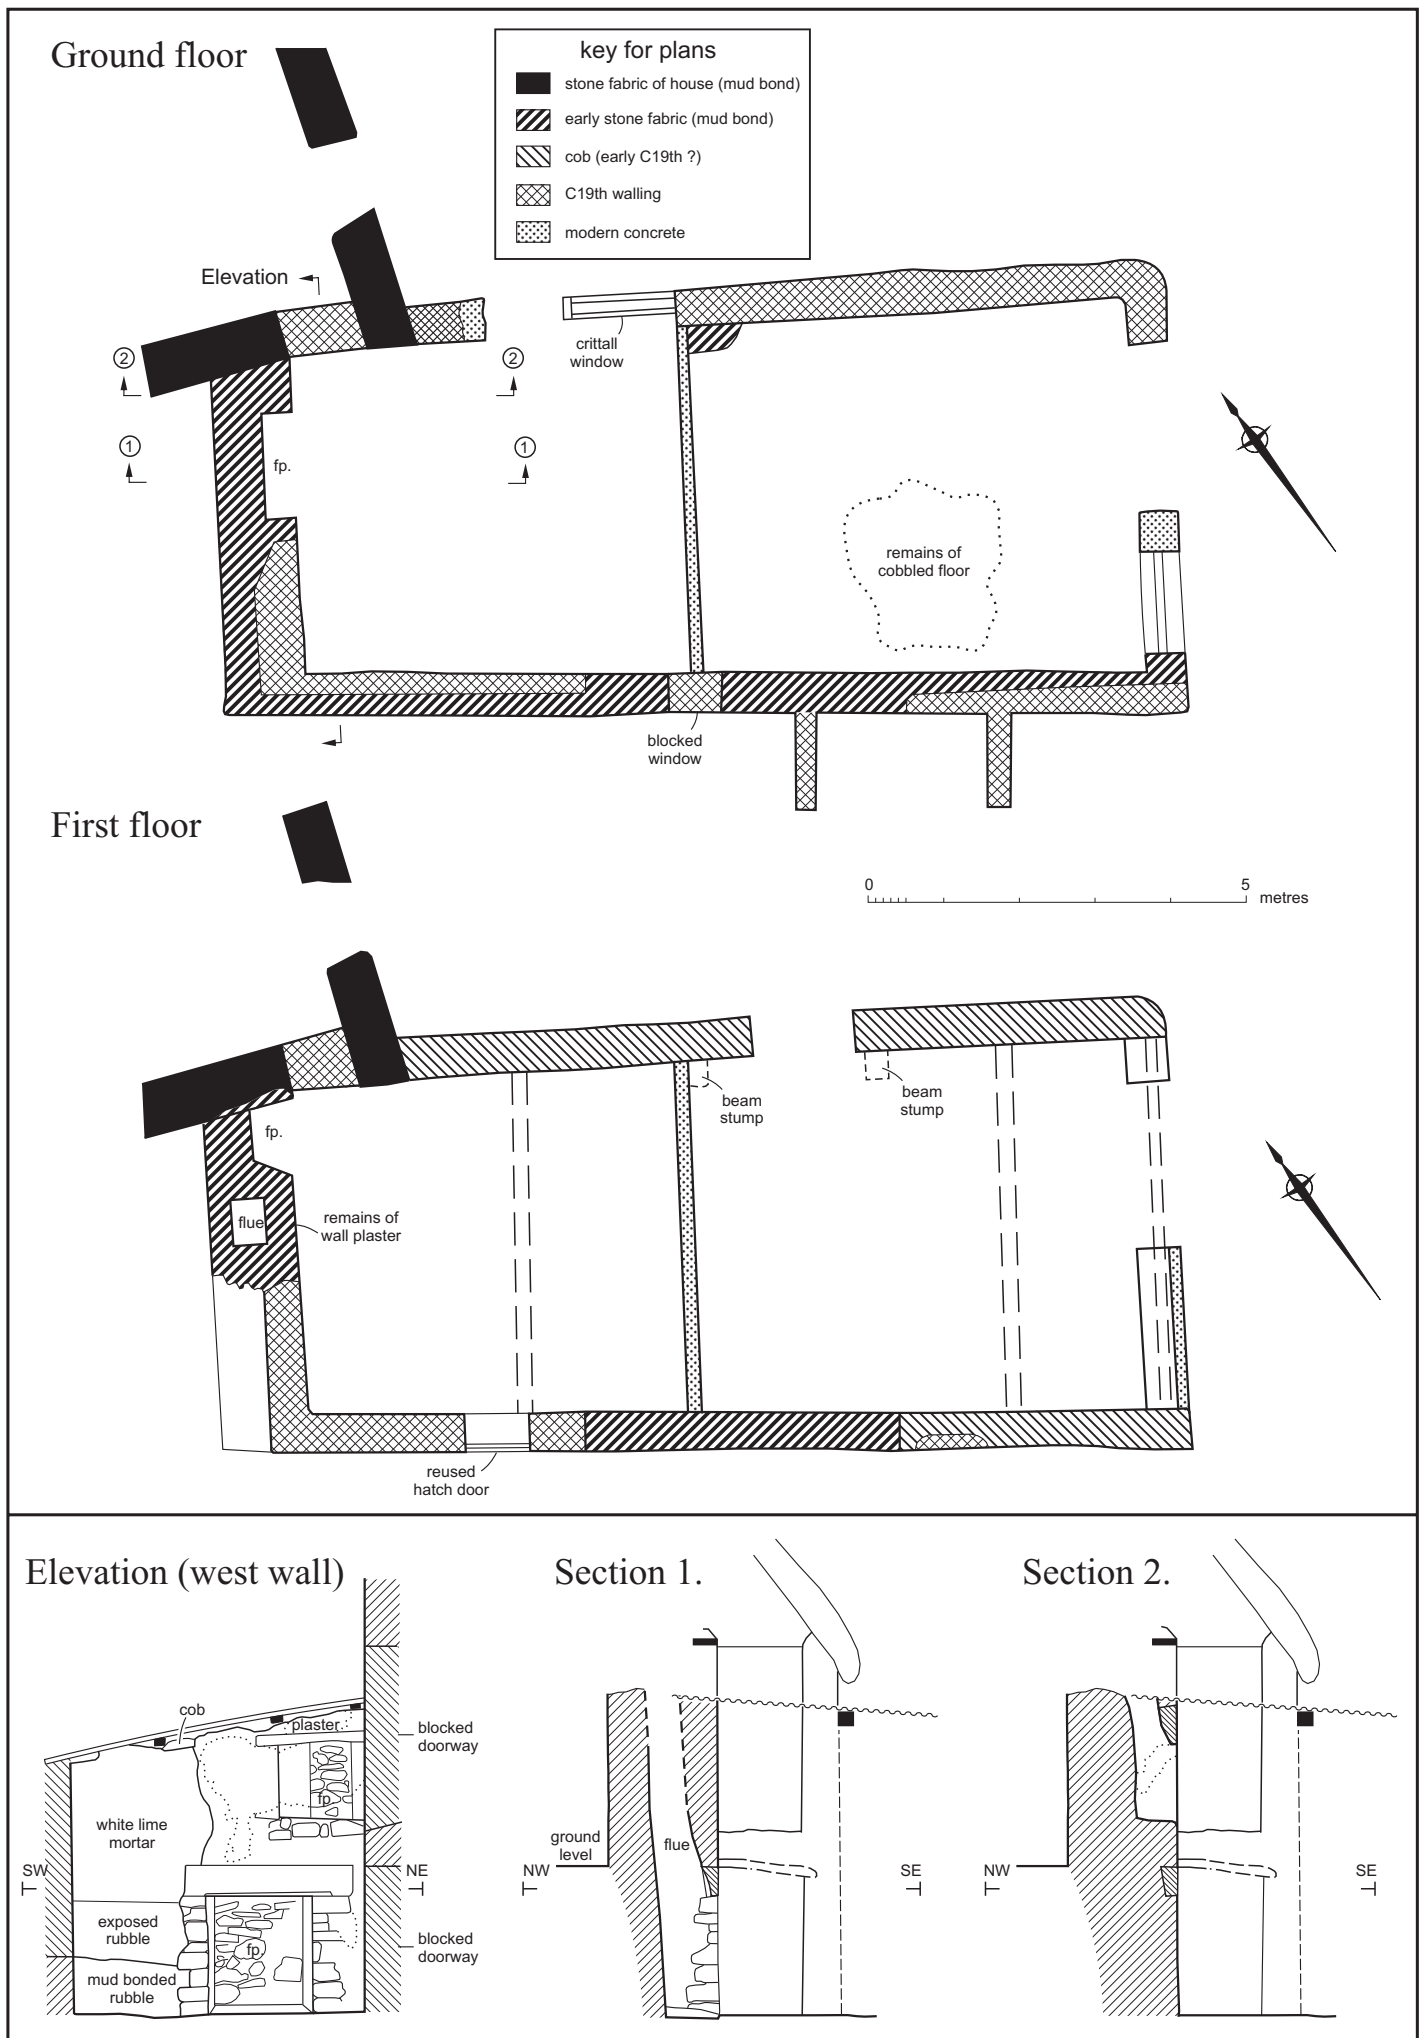 Ground floor
key for plans
stone fabric of house (mud bond)
early stone fabric (mud bond)
cob (early C19th ?)
C19th walling
modern concrete
Elevation
crittall
window
2
2
1
1
fp.
remains of
cobbled floor
blocked
window
First floor
0
5
metres
beam
stump
beam
stump
fp.
flue
remains of
wall plaster
reused
hatch door
Elevation (west wall)
Section 1.
Section 2.
cob
plaster
blocked
doorway
fp.
white lime
mortar
ground
level
flue
SW
NE
NW
SE
NW
SE
exposed
rubble
fp.
blocked
doorway
mud bonded
rubble